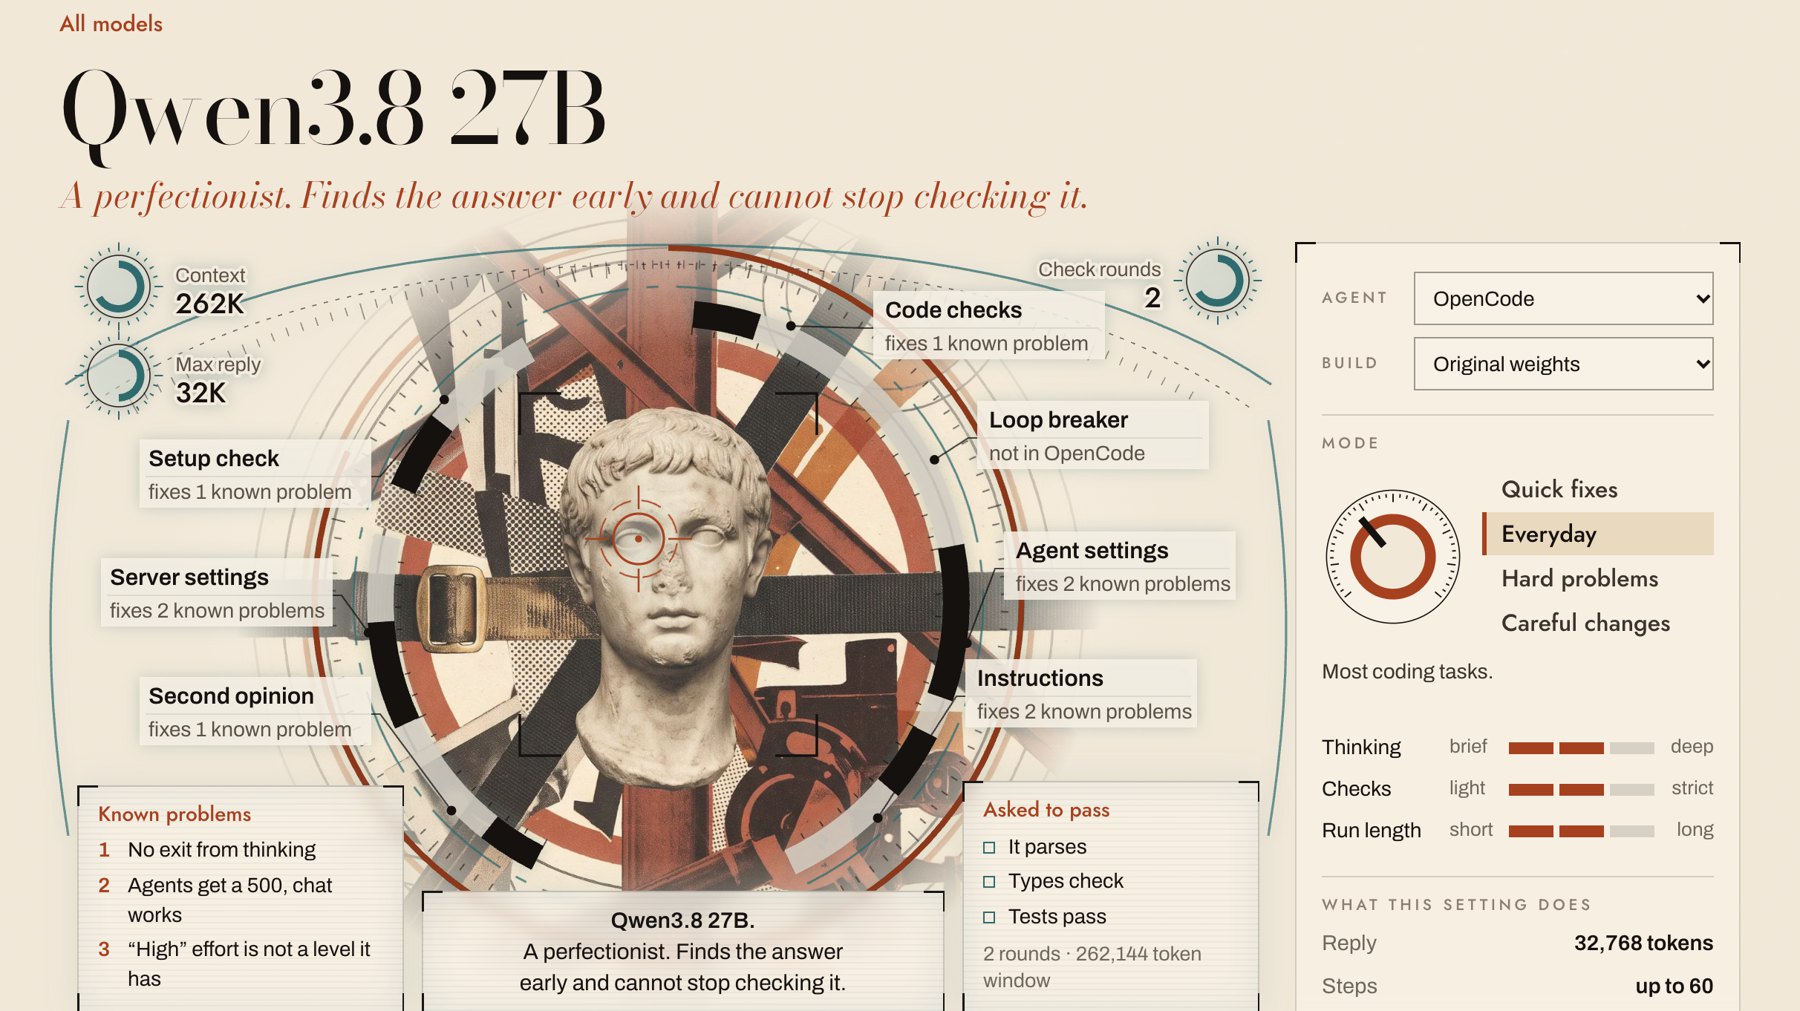 All models
Qwen3.8 27B
A perfectionist. Finds the answer early and cannot stop checking it.
Context
262K
Max reply
32K
Check rounds
2
Code checks
fixes 1 known problem
Loop breaker
not in OpenCode
Setup check
fixes 1 known problem
Agent settings
fixes 2 known problems
Server settings
fixes 2 known problems
Instructions
fixes 2 known problems
Second opinion
fixes 1 known problem
Known problems
1 No exit from thinking
2 Agents get a 500, chat
works
3 “High” effort is not a level it
has
Qwen3.8 27B.
A perfectionist. Finds the answer
early and cannot stop checking it.
Asked to pass
It parses
Types check
Tests pass
2 rounds · 262,144 token
window
AGENT OpenCode
BUILD Original weights
MODE
Quick fixes
Everyday
Hard problems
Careful changes
Most coding tasks.
Thinking brief deep
Checks light strict
Run length short long
WHAT THIS SETTING DOES
Reply 32,768 tokens
Steps up to 60